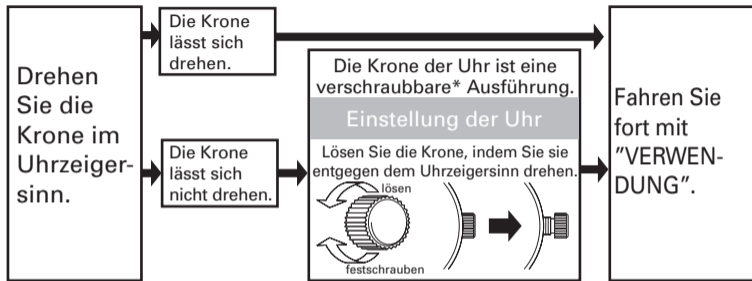 Drehen
Sie die
Krone im
Uhrzeiger-
sinn.
Die Krone
lässt sich
drehen.
Die Krone
lässt sich
nicht drehen.
Die Krone der Uhr ist eine
verschraubbare* Ausführung.
Einstellung der Uhr
Lösen Sie die Krone, indem Sie sie
entgegen dem Uhrzeigersinn drehen.
lösen
festschrauben
Fahren Sie
fort mit
"VERWEN-
DUNG".